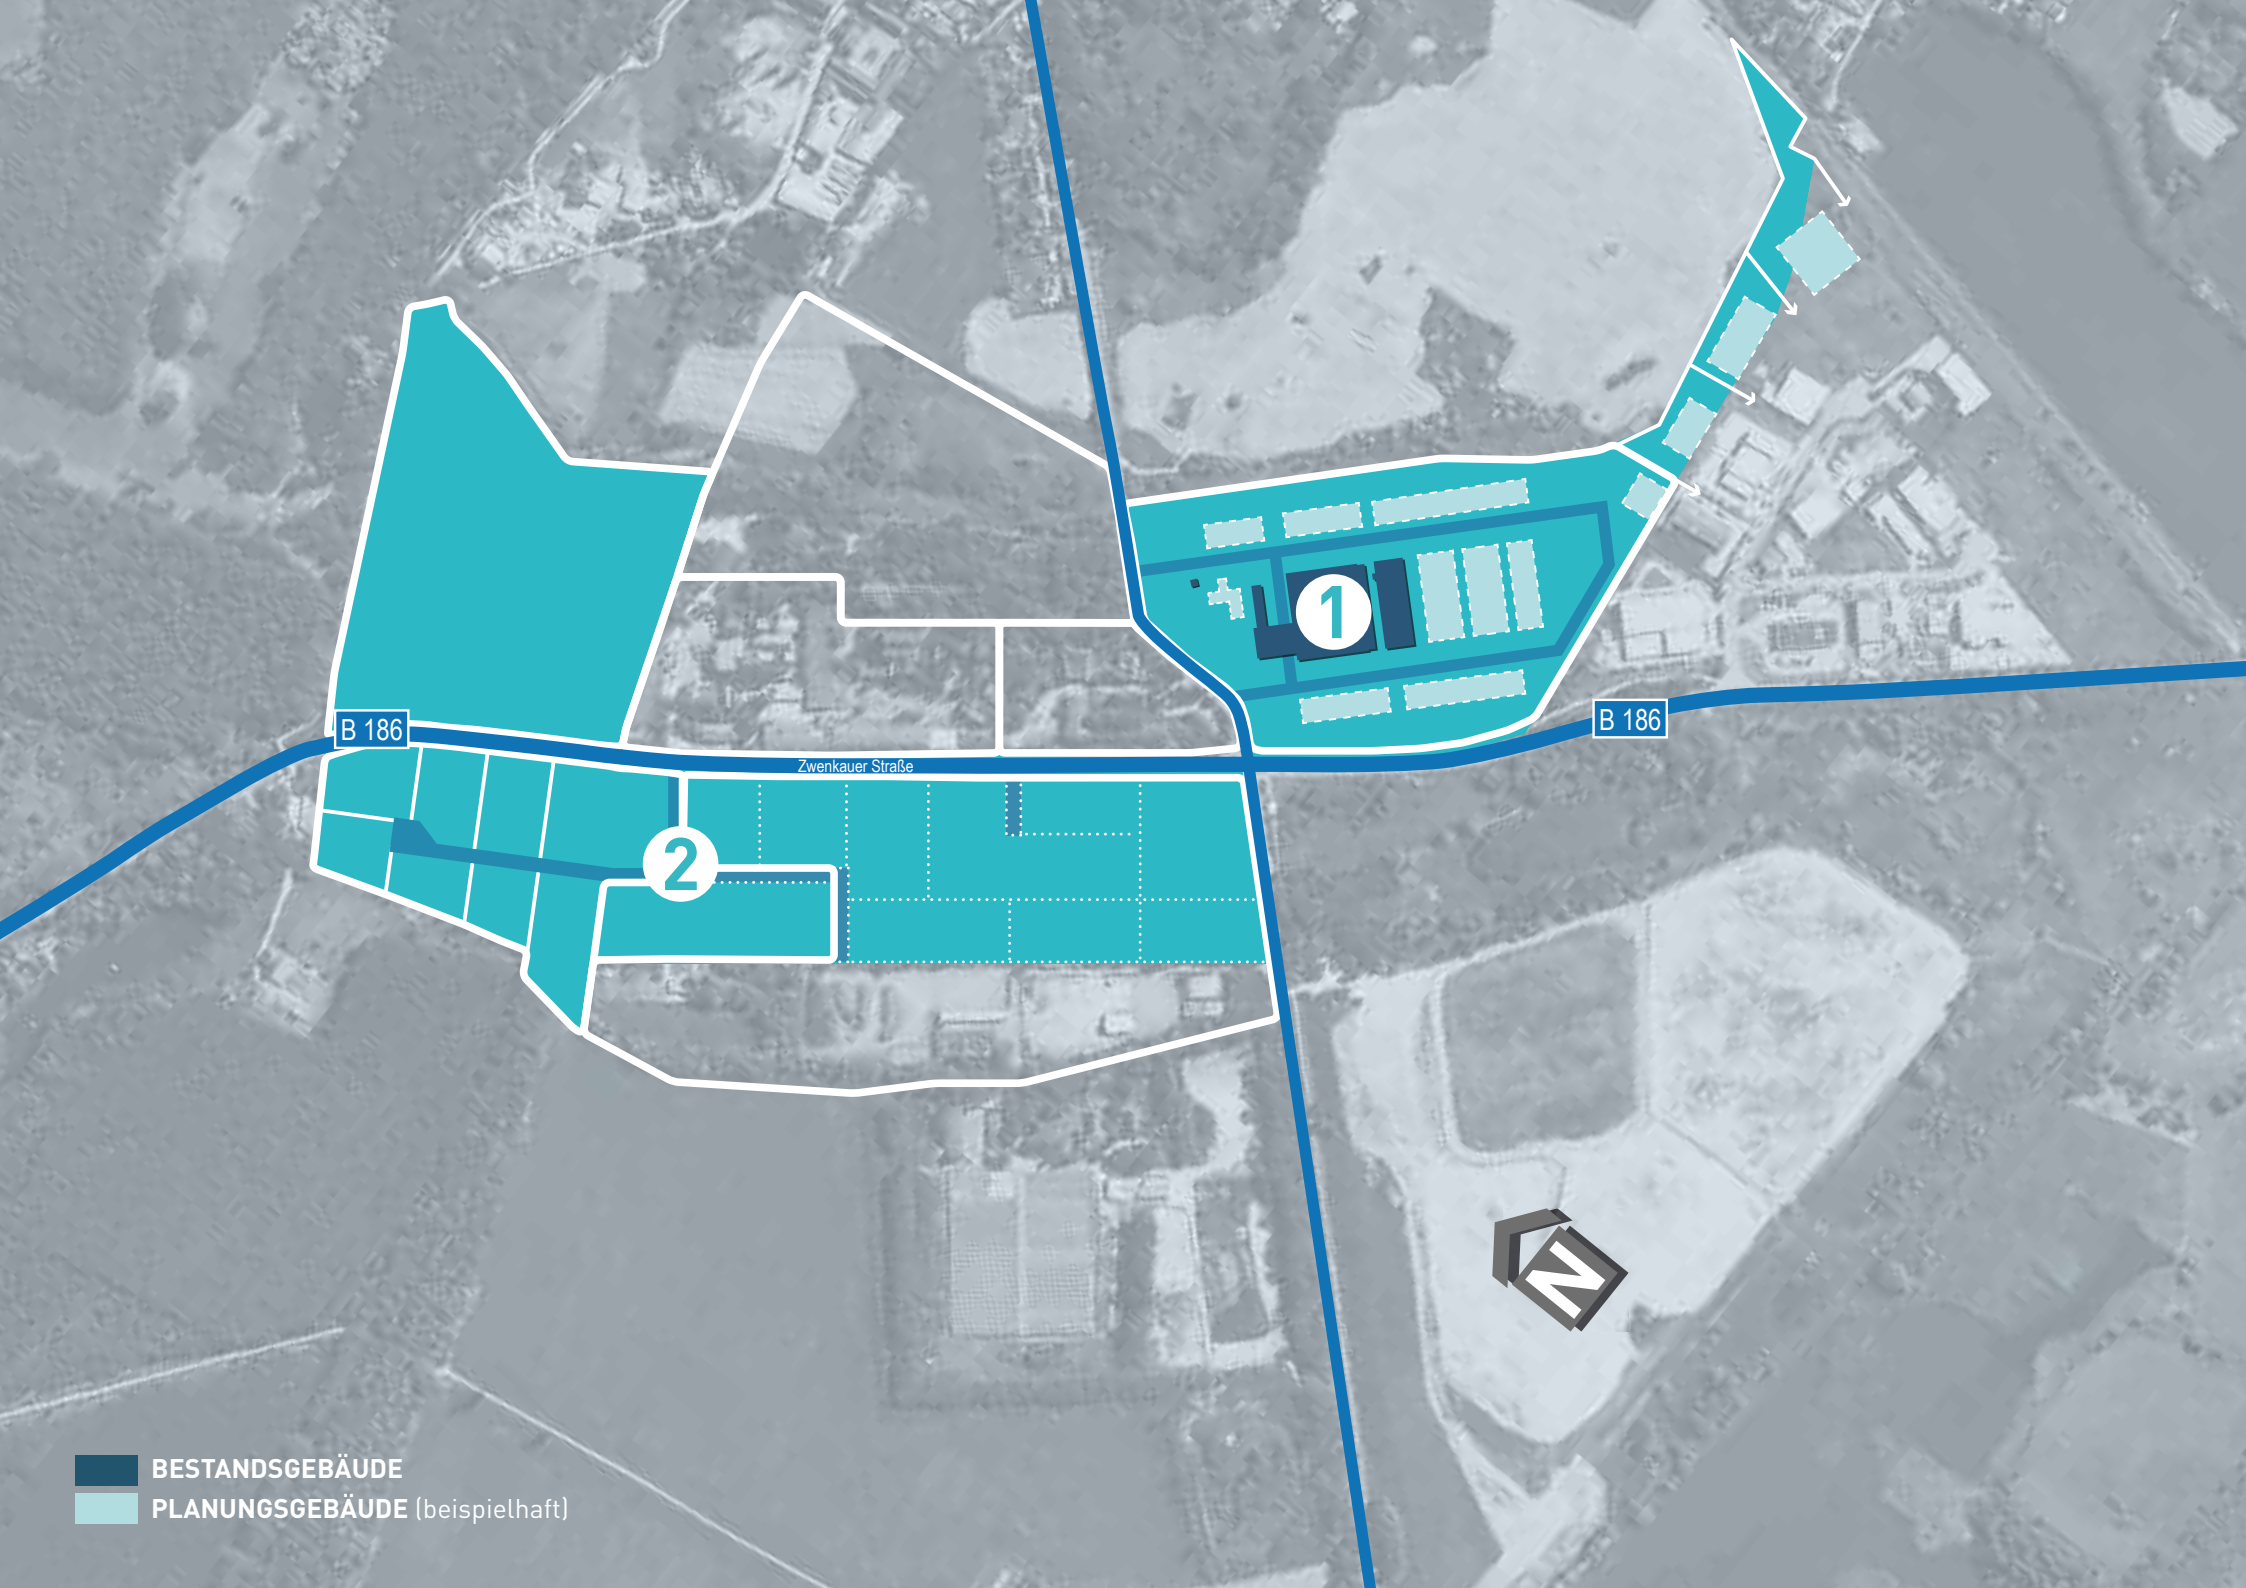 1
B 186
B 186
Zwenkauer Straße
2
N
BESTANDSGEBÄUDE
PLANUNGSGEBÄUDE (beispielhaft)